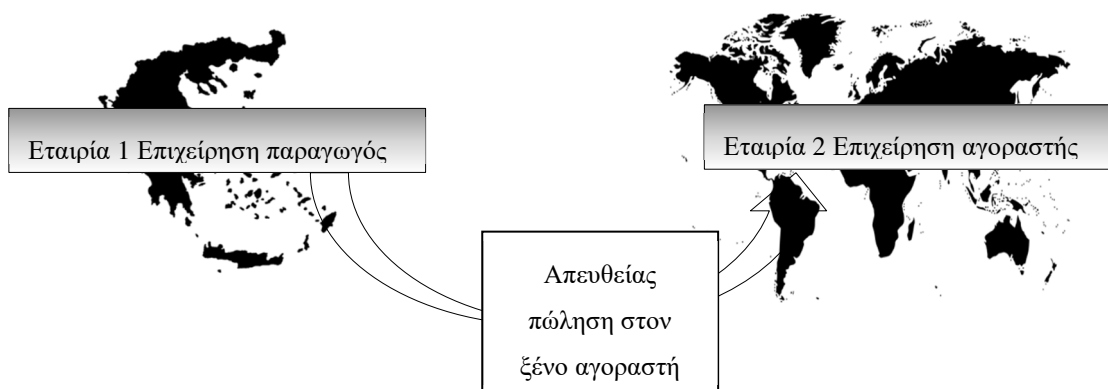 Εταιρία 1 Επιχείρηση παραγωγός
Εταιρία 2 Επιχείρηση αγοραστής
Απευθείας
πώληση στον
ξένο αγοραστή